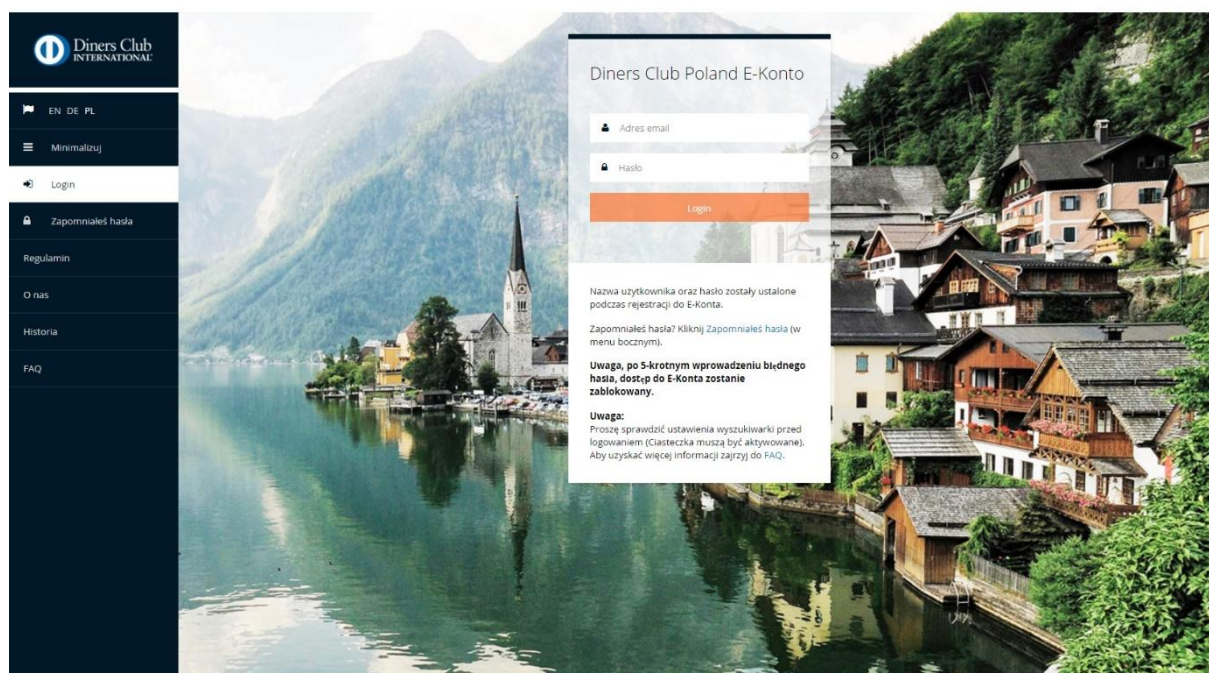 Diners Club
INTERNATIONAL
EN DE PL
Minimalizuj
Login
Zapomniałeś hasła
Regulamin
O nas
Historia
FAQ
Diners Club Poland E-Konto
Adres email
Hasło
Login
Nazwa użytkownika oraz hasło zostały ustalone
podczas rejestracji do E-Konta.
Zapomniałeś hasła? Kliknij Zapomniałeś hasła (w
menu bocznym).
Uwaga, po 5-krotnym wprowadzeniu błędnego
hasła, dostęp do E-Konta zostanie
zablokowany.
Uwaga:
Proszę sprawdzić ustawienia wyszukiwarki przed
logowaniem (Ciasteczka muszą być aktywowane).
Aby uzyskać więcej informacji zajrzyj do FAQ.